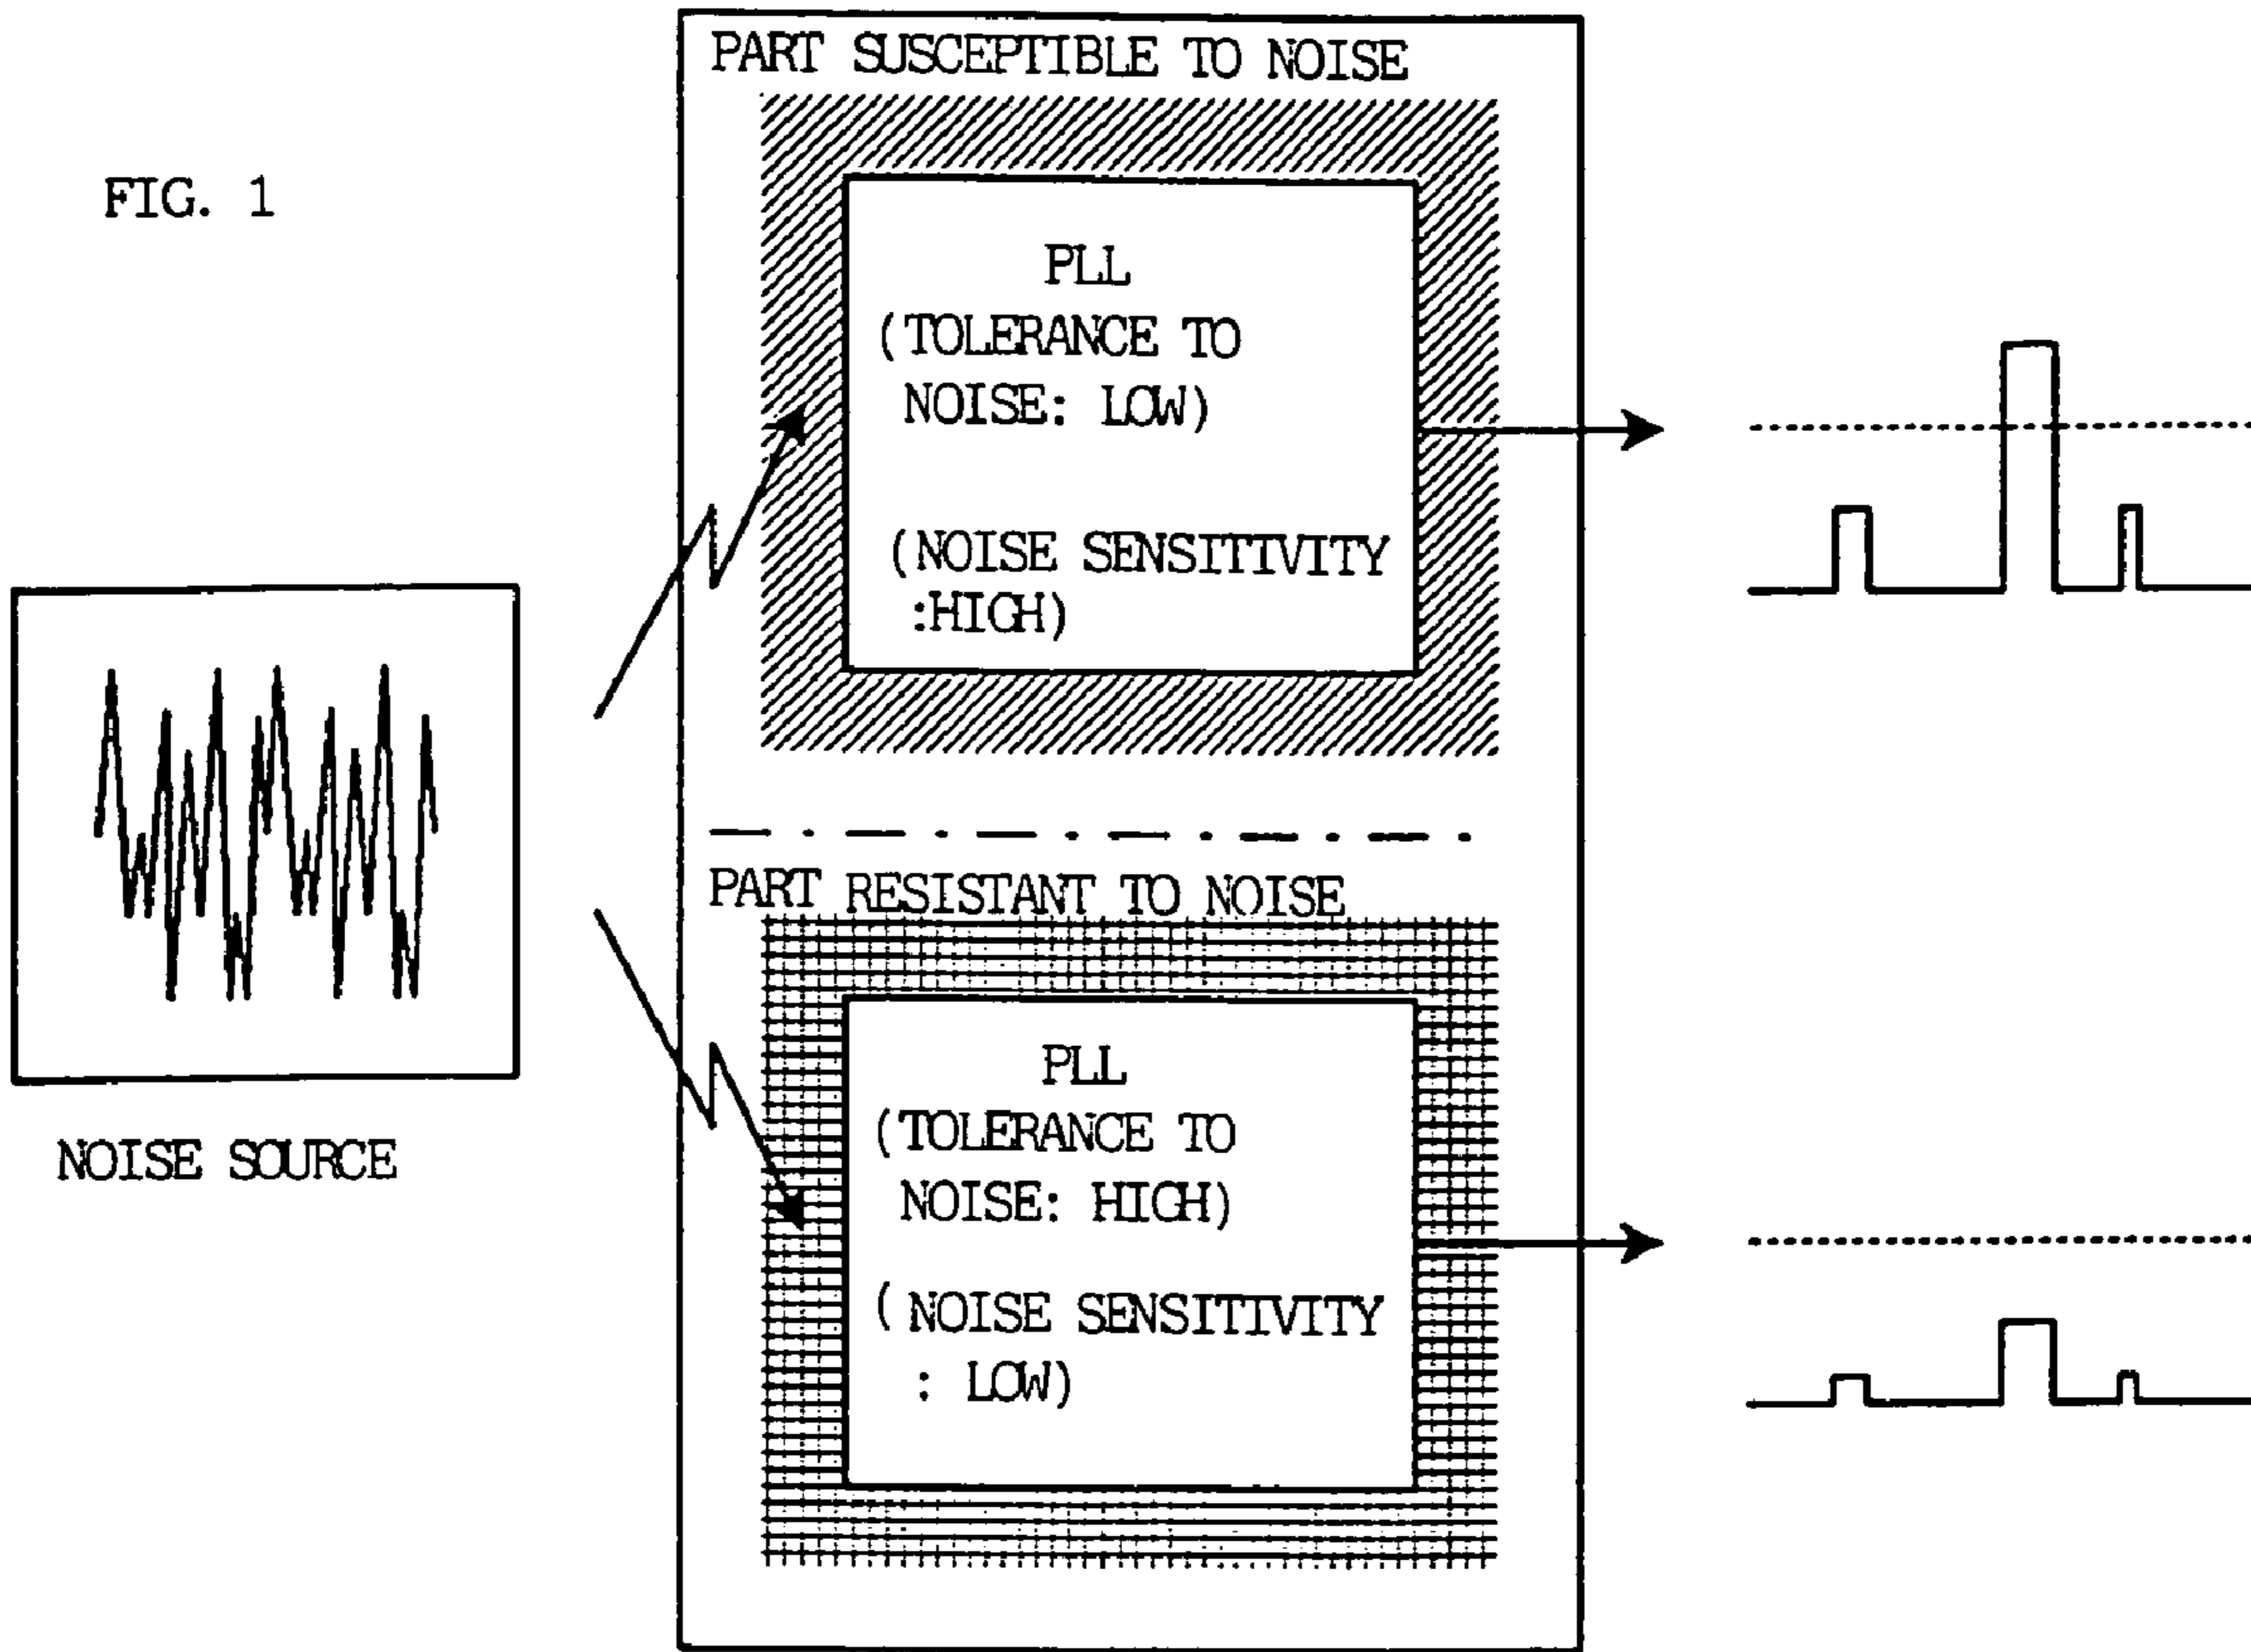 FIG. 1
PART SUSCEPTIBLE TO NOISE
PLL
(TOLERANCE TO
NOISE: LOW)
(NOISE SENSITIVITY
:HIGH)
NOISE SOURCE
PART RESISTANT TO NOISE
PLL
(TOLERANCE TO
NOISE: HIGH)
(NOISE SENSITIVITY
: LOW)